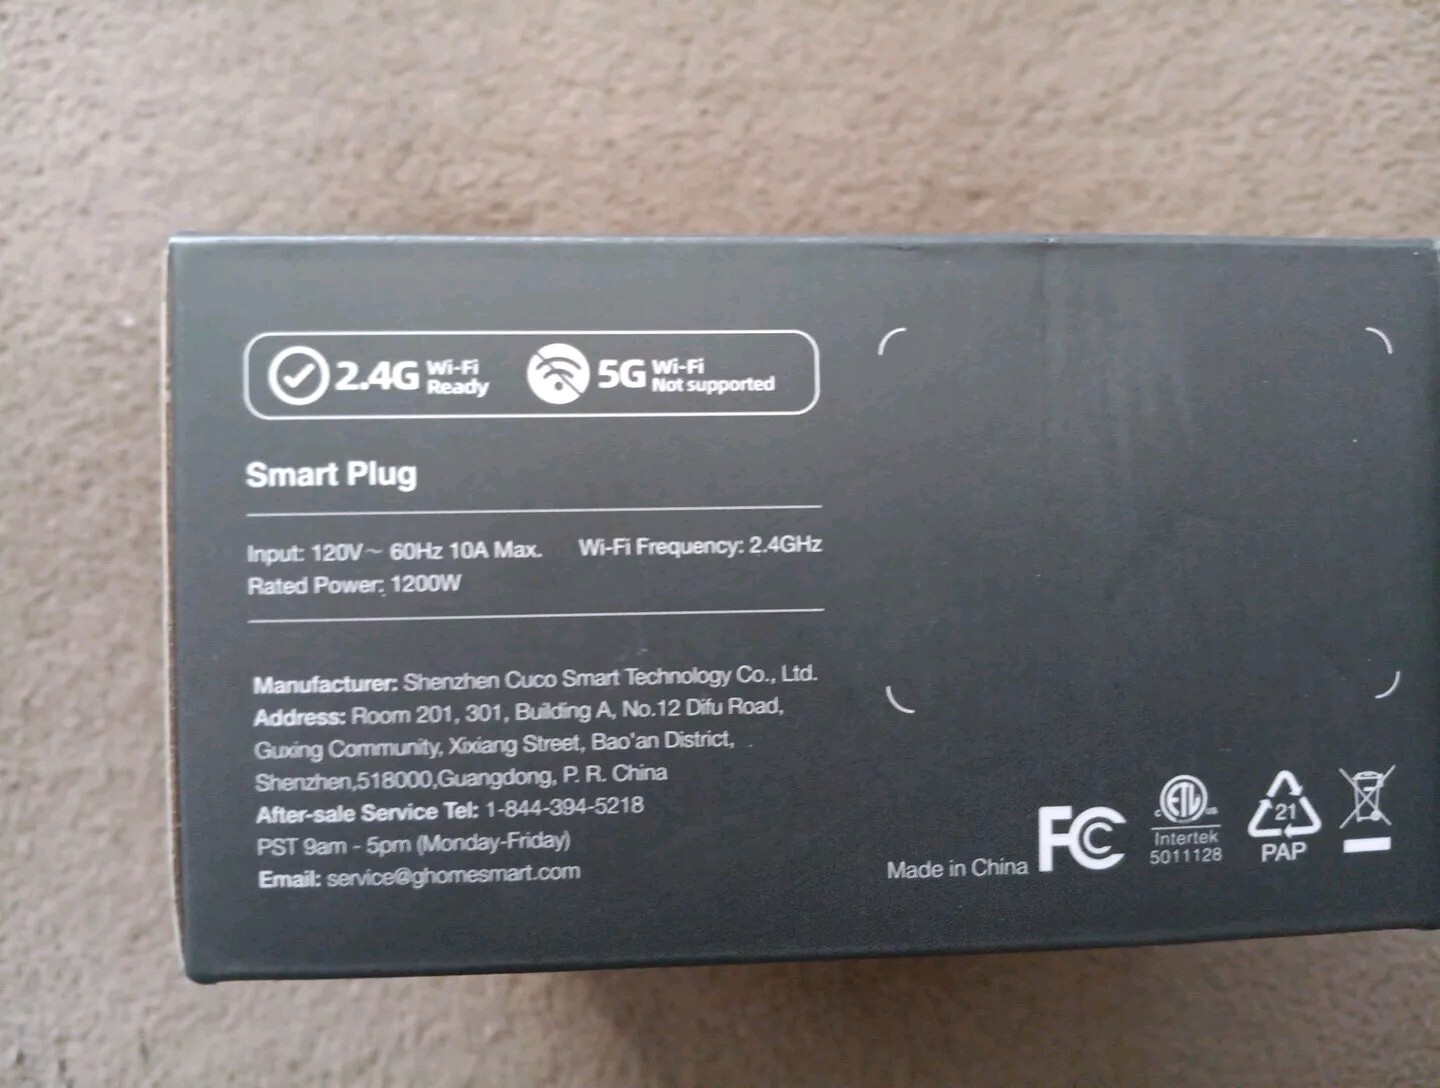 2.4G Wi-Fi Ready
5G Wi-Fi Not supported
Smart Plug
Input: 120V~ 60Hz 10A Max. Wi-Fi Frequency: 2.4GHz
Rated Power: 1200W
Manufacturer: Shenzhen Cuco Smart Technology Co., Ltd.
Address: Room 201, 301, Building A, No.12 Difu Road,
Guxing Community, Xixiang Street, Bao'an District,
Shenzhen,518000,Guangdong, P. R. China
After-sale Service Tel: 1-844-394-5218
PST 9am - 5pm (Monday-Friday)
Email: service@ghomesmart.com
Made in China
FC
c ETL us
Intertek
5011128
21
PAP